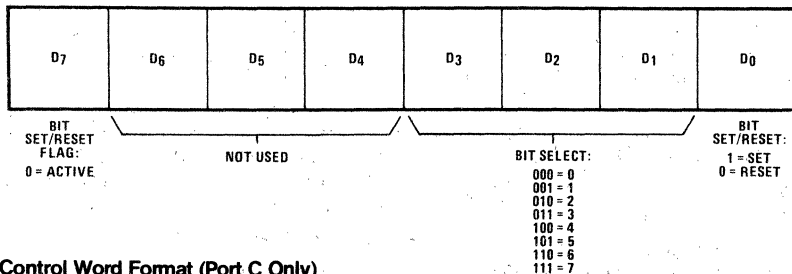 D7 D6 D5 D4 D3 D2 D1 D0
BIT
SET/RESET
FLAG:
0 = ACTIVE
NOT USED
BIT SELECT:
000 = 0
001 = 1
010 = 2
011 = 3
100 = 4
101 = 5
110 = 6
111 = 7
BIT
SET/RESET:
1 = SET
0 = RESET
Control Word Format (Port C Only)